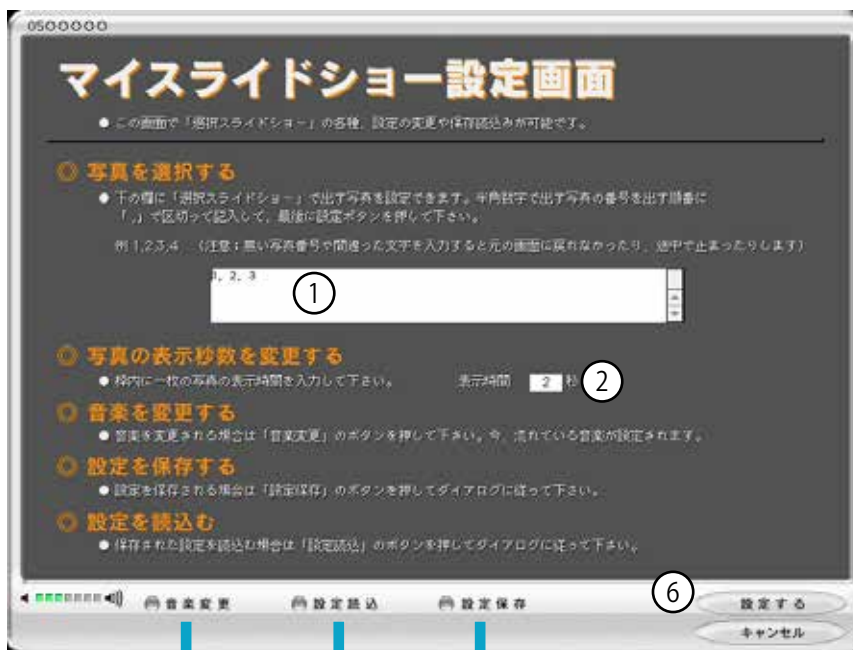 OSOOOOOO
マイスライドショー設定画面
● この画面で「選択スライドショー」の各種、設定の変更や保存読込みが可能です。
◎ 写真を選択する
● 下の欄に「選択スライドショー」で出す写真を設定できます。半角数字で出す写真の番号を出す順番に
「,」で区切って記入して、最後に設定ボタンを押して下さい。
例 1,2,3,4 (注意:無い写真番号や間違った文字を入力すると元の画面に戻れなかったり、途中で止まったりします)
1, 2, 3
①
◎ 写真の表示秒数を変更する
● 枠内に一枚の写真の表示時間を入力して下さい。 表示時間 2 秒 ②
◎ 音楽を変更する
● 音楽を変更される場合は「音楽変更」のボタンを押して下さい。今、流れている音楽が設定されます。
◎ 設定を保存する
● 設定を保存される場合は「設定保存」のボタンを押してダイアログに従って下さい。
◎ 設定を読込む
● 保存された設定を読込む場合は「設定読込」のボタンを押してダイアログに従って下さい。
音楽変更 設定読込 設定保存 ⑥ 設定する
キャンセル